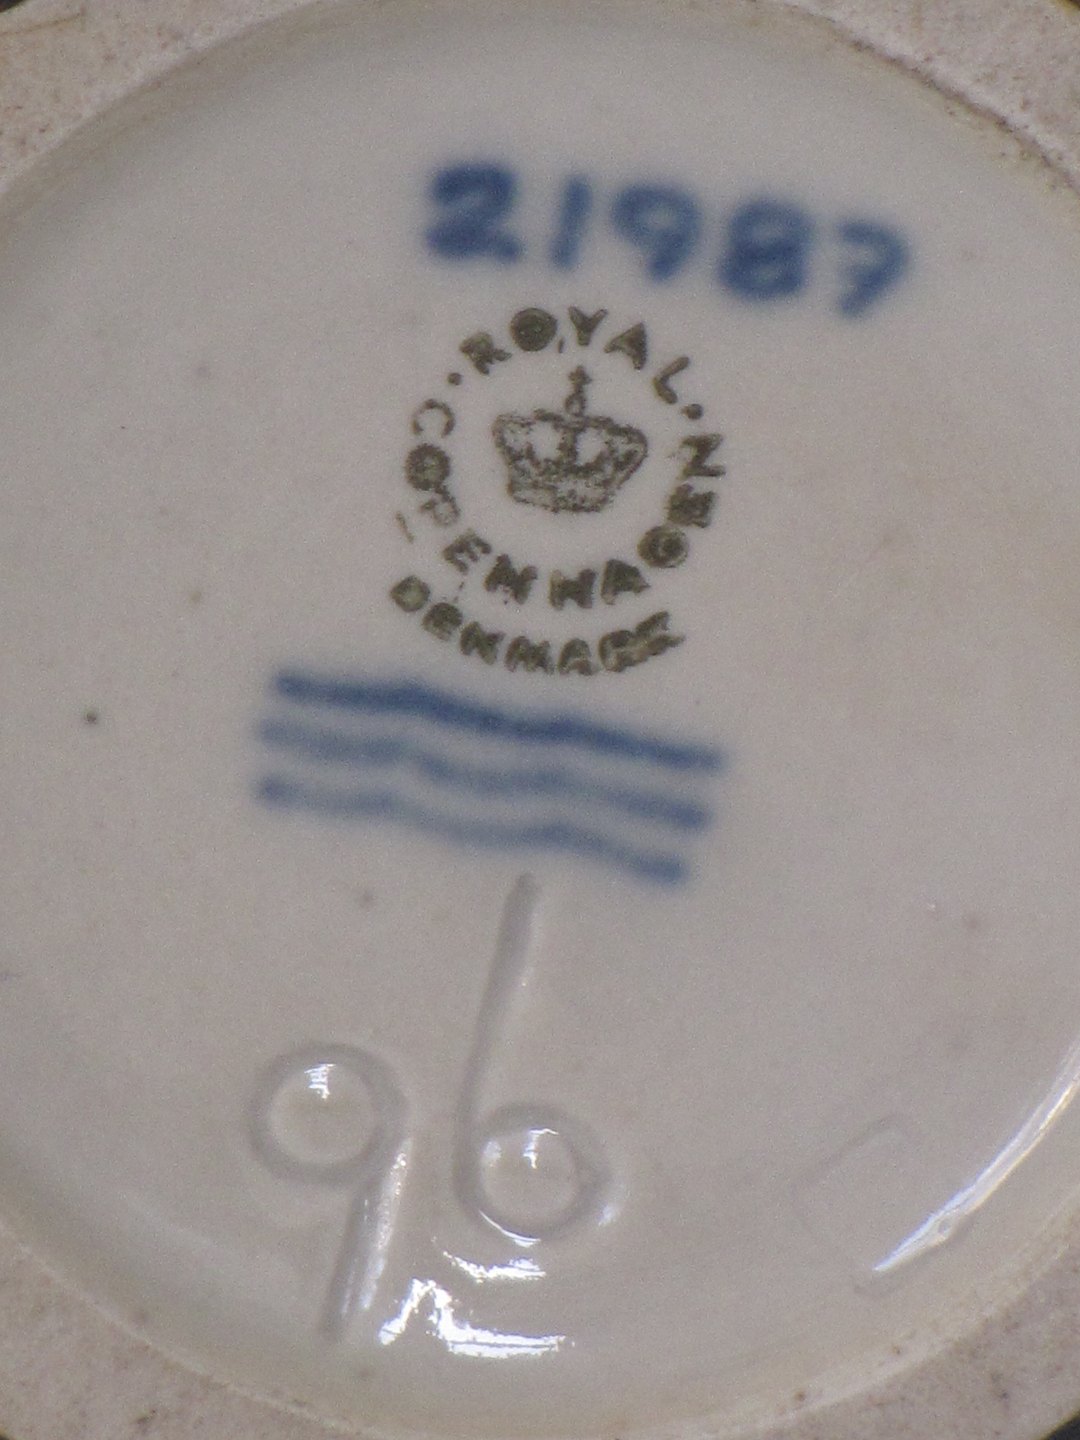 21987
ROYAL · COPENHAGEN ·
DENMARK
96